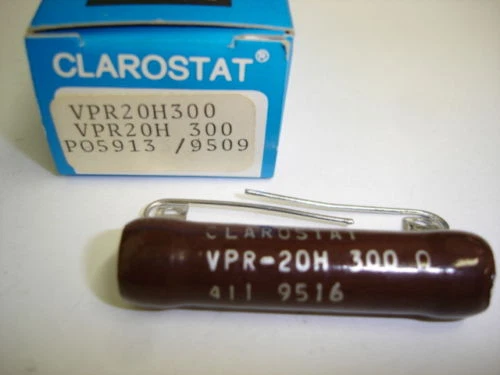 CLAROSTAT®
VPR20H300
VPR20H 300
PO5913 /9509
CLAROSTAT
VPR-20H 300 Ω
411 9516